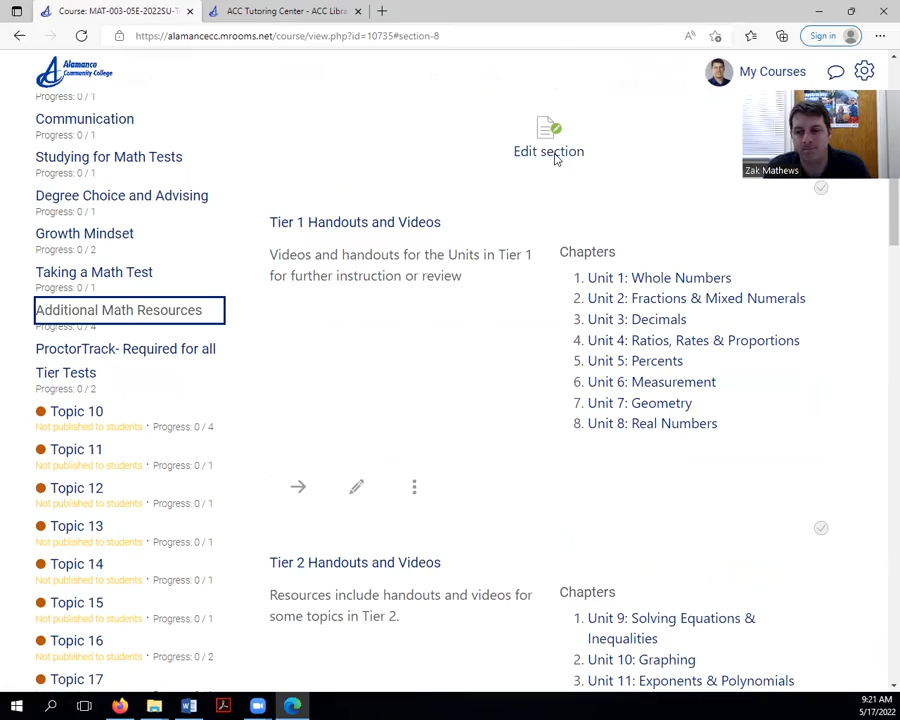 Course: MAT-003-05E-2022SU-T
ACC Tutoring Center - ACC Libra
https://alamancecc.mrooms.net/course/view.php?id=10735#section-8
Sign in
Alamance
Community College
My Courses
Progress: 0 / 1
Communication
Progress: 0 / 1
Studying for Math Tests
Progress: 0 / 1
Degree Choice and Advising
Progress: 0 / 1
Growth Mindset
Progress: 0 / 2
Taking a Math Test
Progress: 0 / 1
Additional Math Resources
Progress: 0 / 4
ProctorTrack- Required for all
Tier Tests
Progress: 0 / 2
Topic 10
Not published to students · Progress: 0 / 4
Topic 11
Not published to students · Progress: 0 / 1
Topic 12
Not published to students · Progress: 0 / 1
Topic 13
Not published to students · Progress: 0 / 1
Topic 14
Not published to students · Progress: 0 / 1
Topic 15
Not published to students · Progress: 0 / 1
Topic 16
Not published to students · Progress: 0 / 2
Topic 17
Edit section
Zak Mathews
Tier 1 Handouts and Videos
Videos and handouts for the Units in Tier 1
for further instruction or review
Chapters
1. Unit 1: Whole Numbers
2. Unit 2: Fractions & Mixed Numerals
3. Unit 3: Decimals
4. Unit 4: Ratios, Rates & Proportions
5. Unit 5: Percents
6. Unit 6: Measurement
7. Unit 7: Geometry
8. Unit 8: Real Numbers
Tier 2 Handouts and Videos
Resources include handouts and videos for
some topics in Tier 2.
Chapters
1. Unit 9: Solving Equations &
Inequalities
2. Unit 10: Graphing
3. Unit 11: Exponents & Polynomials
9:21 AM
5/17/2022